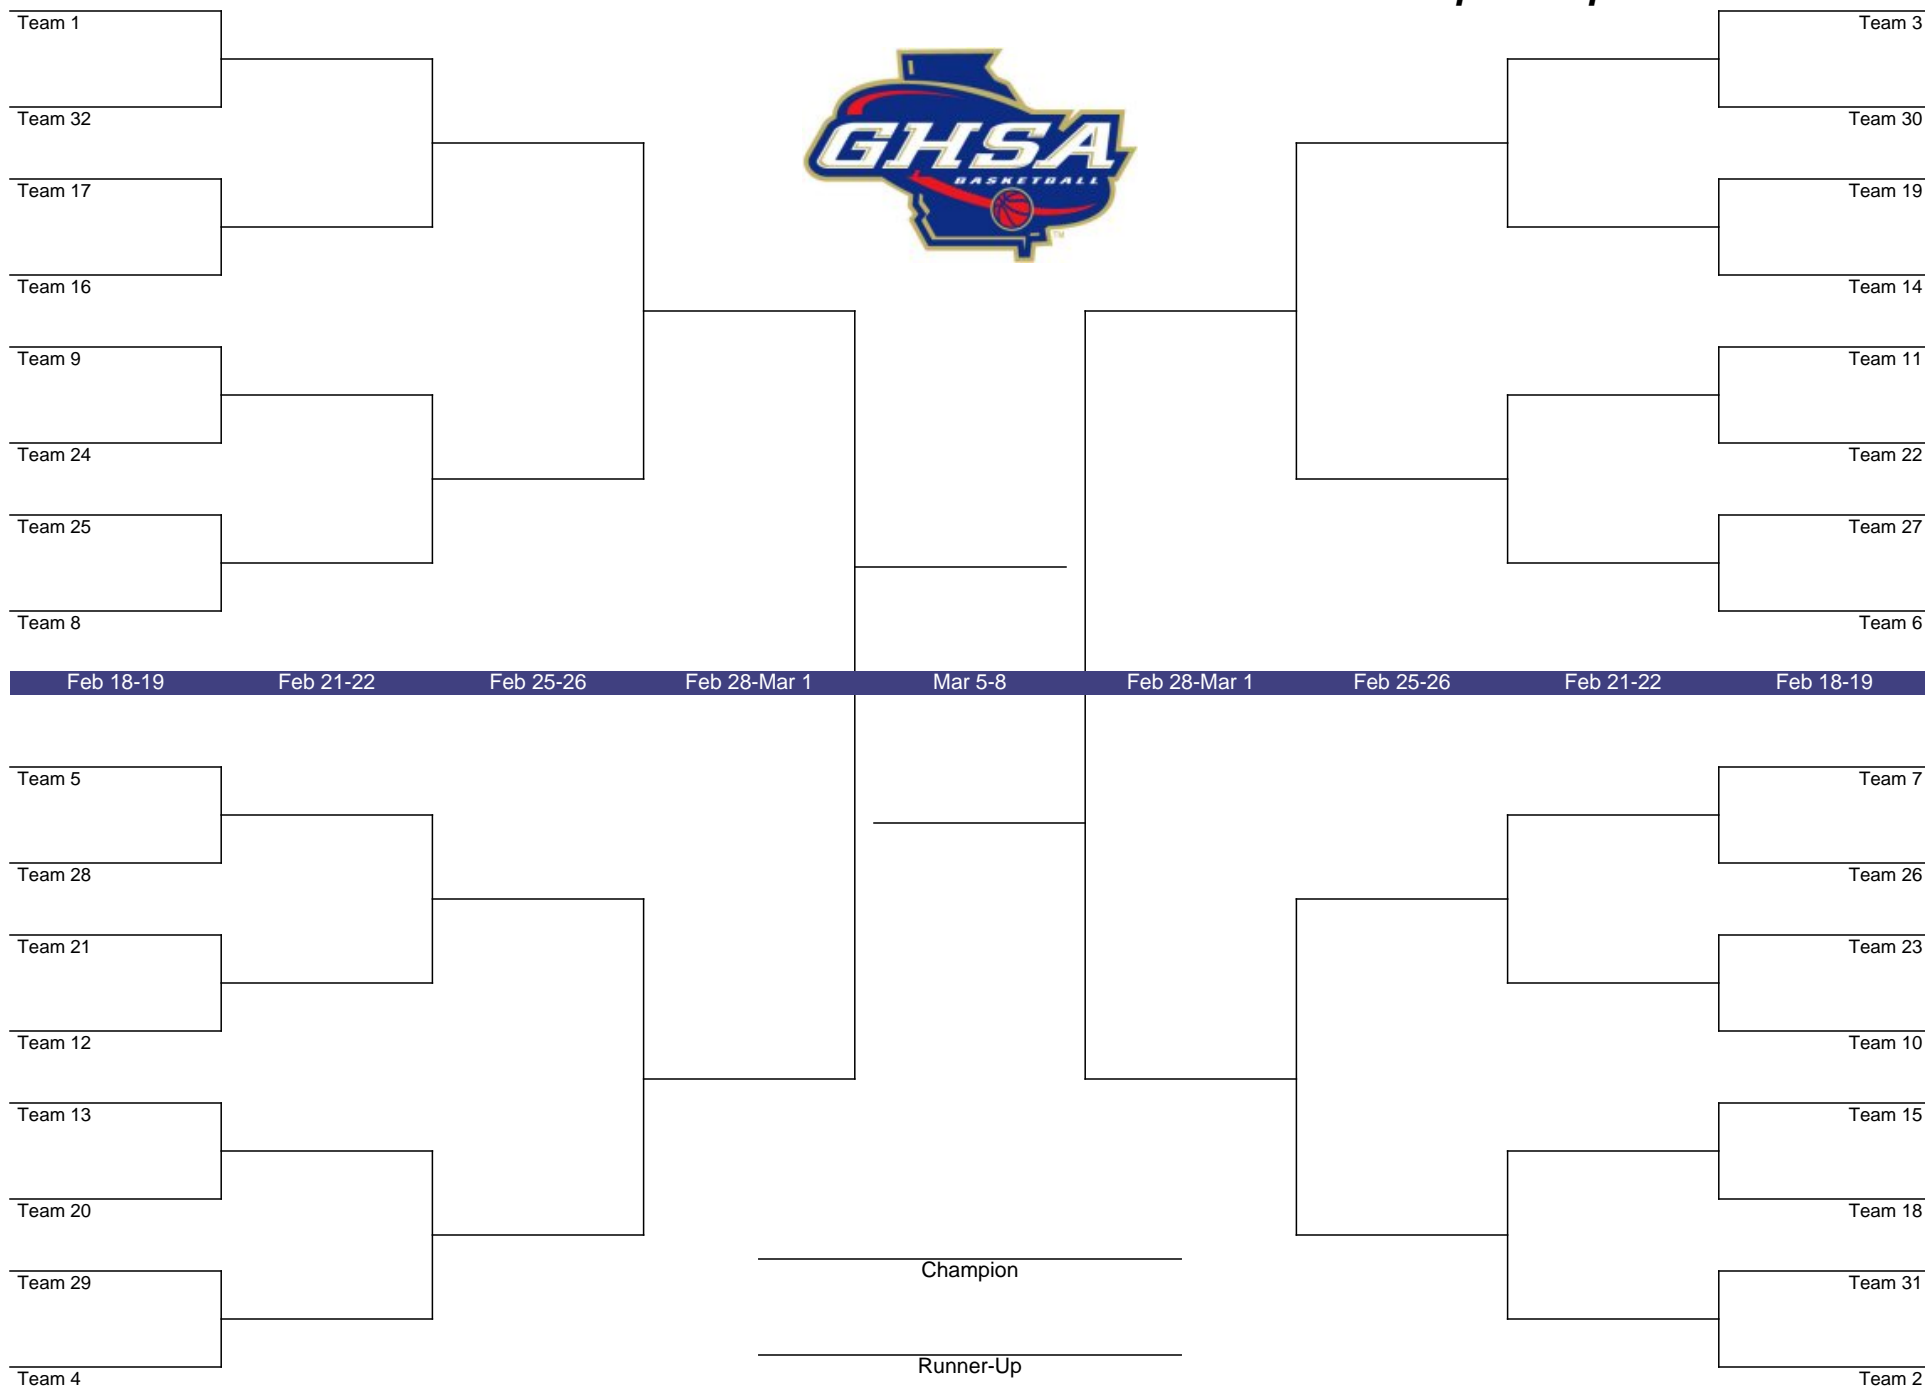 Team 1
Team 32
Team 17
Team 16
Team 9
Team 24
Team 25
Team 8
GHSA
BASKETBALL
TM
Team 3
Team 30
Team 19
Team 14
Team 11
Team 22
Team 27
Team 6
Feb 18-19 Feb 21-22 Feb 25-26 Feb 28-Mar 1 Mar 5-8 Feb 28-Mar 1 Feb 25-26 Feb 21-22 Feb 18-19
Team 5
Team 28
Team 21
Team 12
Team 13
Team 20
Team 29
Team 4
Champion
Runner-Up
Team 7
Team 26
Team 23
Team 10
Team 15
Team 18
Team 31
Team 2